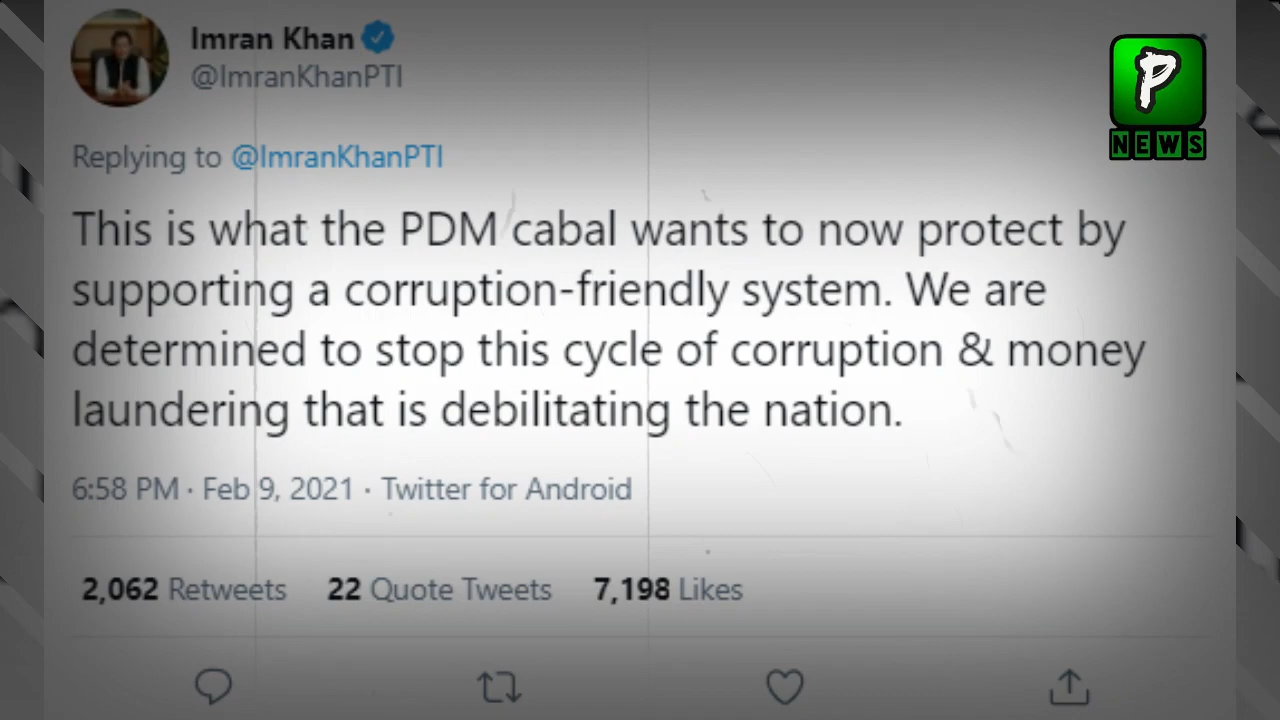 Imran Khan
@ImranKhanPTI
P
NEWS
Replying to @ImranKhanPTI
This is what the PDM cabal wants to now protect by
supporting a corruption-friendly system. We are
determined to stop this cycle of corruption & money
laundering that is debilitating the nation.
6:58 PM · Feb 9, 2021 · Twitter for Android
2,062 Retweets 22 Quote Tweets 7,198 Likes